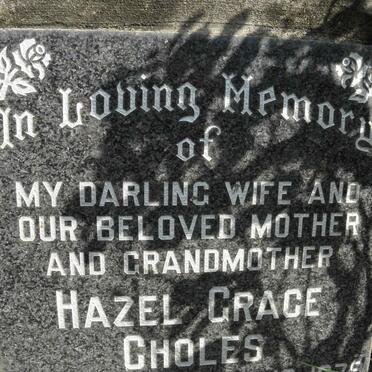 In Loving Memory
of
MY DARLING WIFE AND
OUR BELOVED MOTHER
AND GRANDMOTHER
HAZEL GRACE
CHOLES